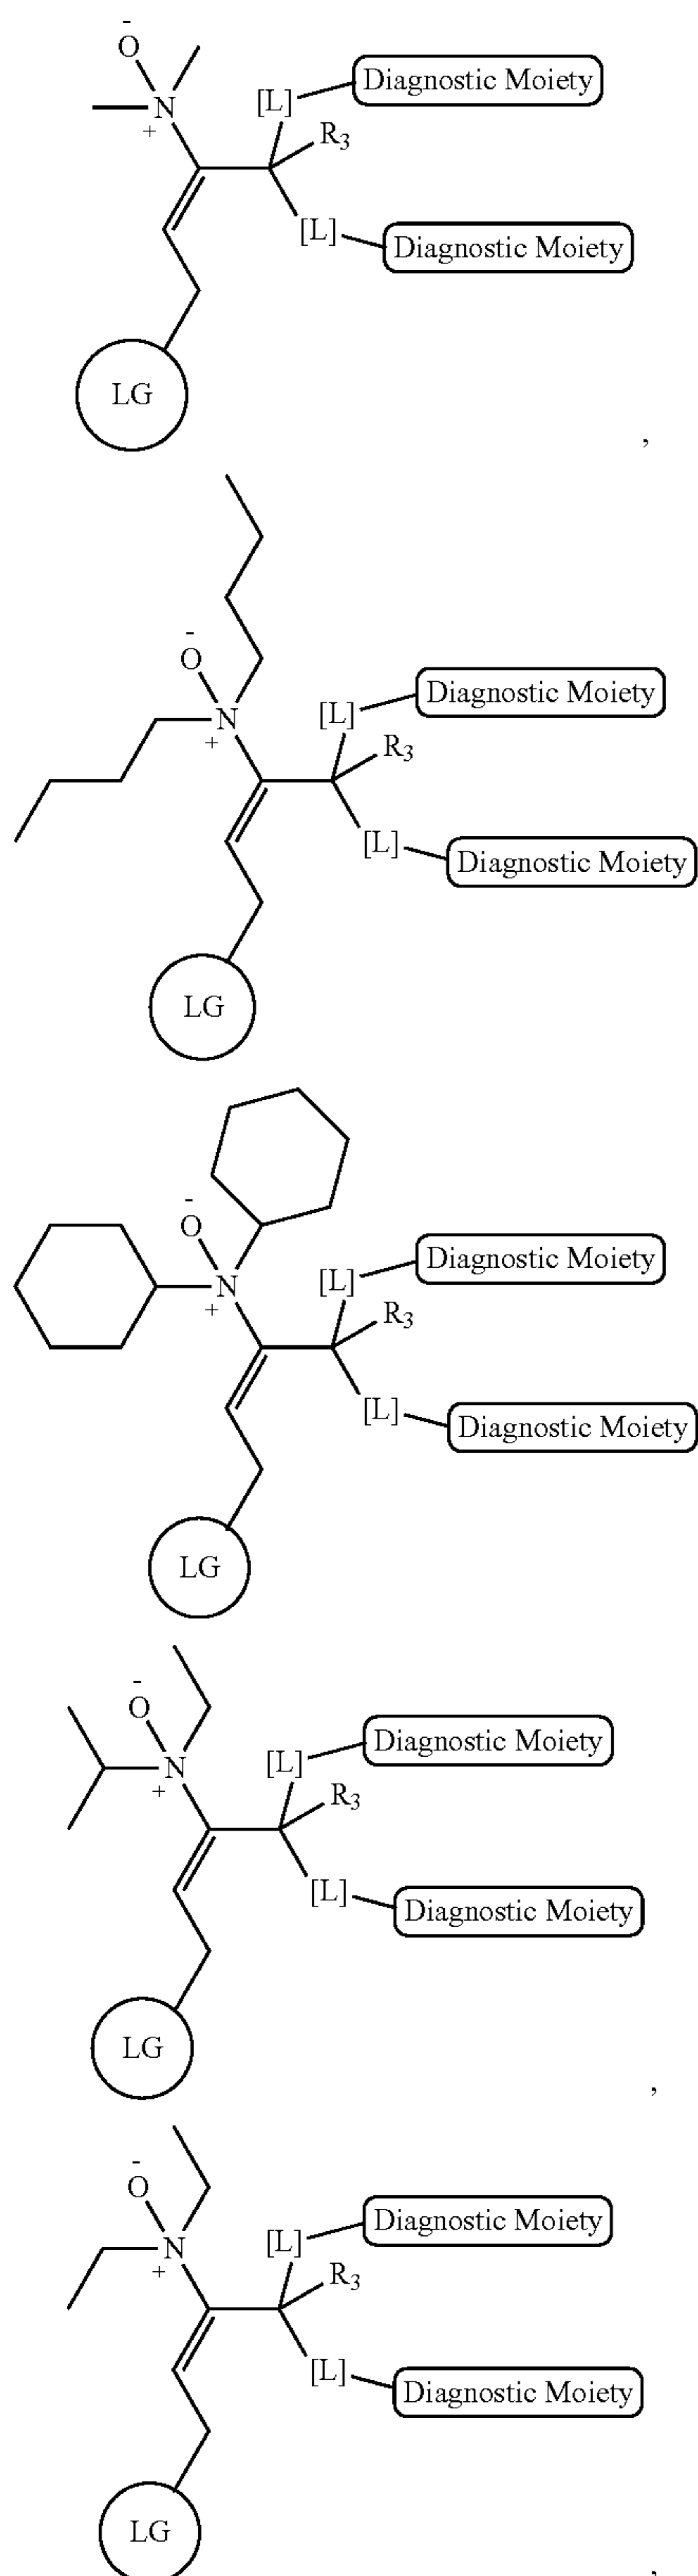 -
O
[L] Diagnostic Moiety
N
+
R3
[L] Diagnostic Moiety
LG
,
-
O
[L] Diagnostic Moiety
N
+
R3
[L] Diagnostic Moiety
LG
-
O
[L] Diagnostic Moiety
N
+
R3
[L] Diagnostic Moiety
LG
-
O
[L] Diagnostic Moiety
N
+
R3
[L] Diagnostic Moiety
LG
,
-
O
[L] Diagnostic Moiety
N
+
R3
[L] Diagnostic Moiety
LG
,